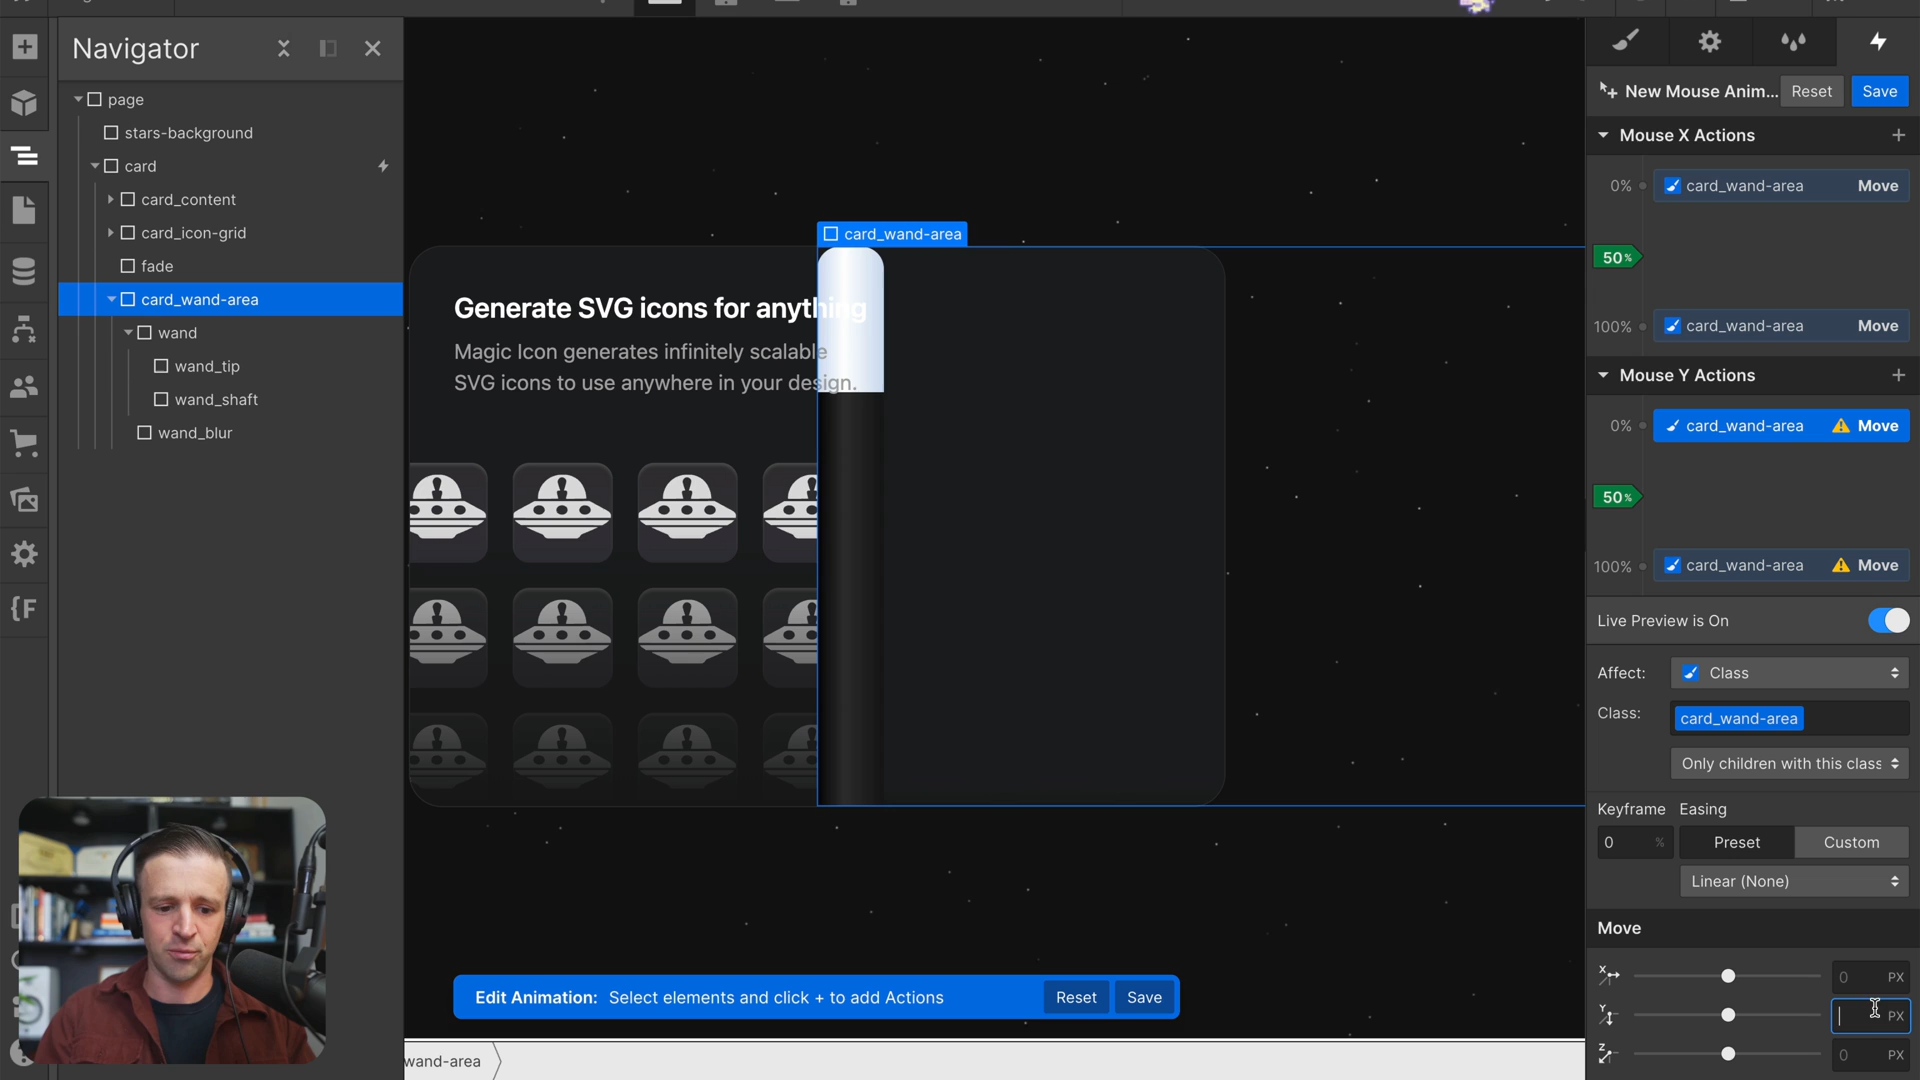 Navigator
page
stars-background
card
card_content
card_icon-grid
fade
card_wand-area
wand
wand_tip
wand_shaft
wand_blur
card_wand-area
Generate SVG icons for anything
Magic Icon generates infinitely scalable
SVG icons to use anywhere in your design.
Edit Animation: Select elements and click + to add Actions
Reset
Save
wand-area
New Mouse Anim...
Reset
Save
Mouse X Actions
0%
card_wand-area
Move
50%
100%
card_wand-area
Move
Mouse Y Actions
0%
card_wand-area
Move
50%
100%
card_wand-area
Move
Live Preview is On
Affect:
Class
Class:
card_wand-area
Only children with this class
Keyframe
Easing
0 %
Preset
Custom
Linear (None)
Move
X
0 PX
Y
PX
Z
0 PX